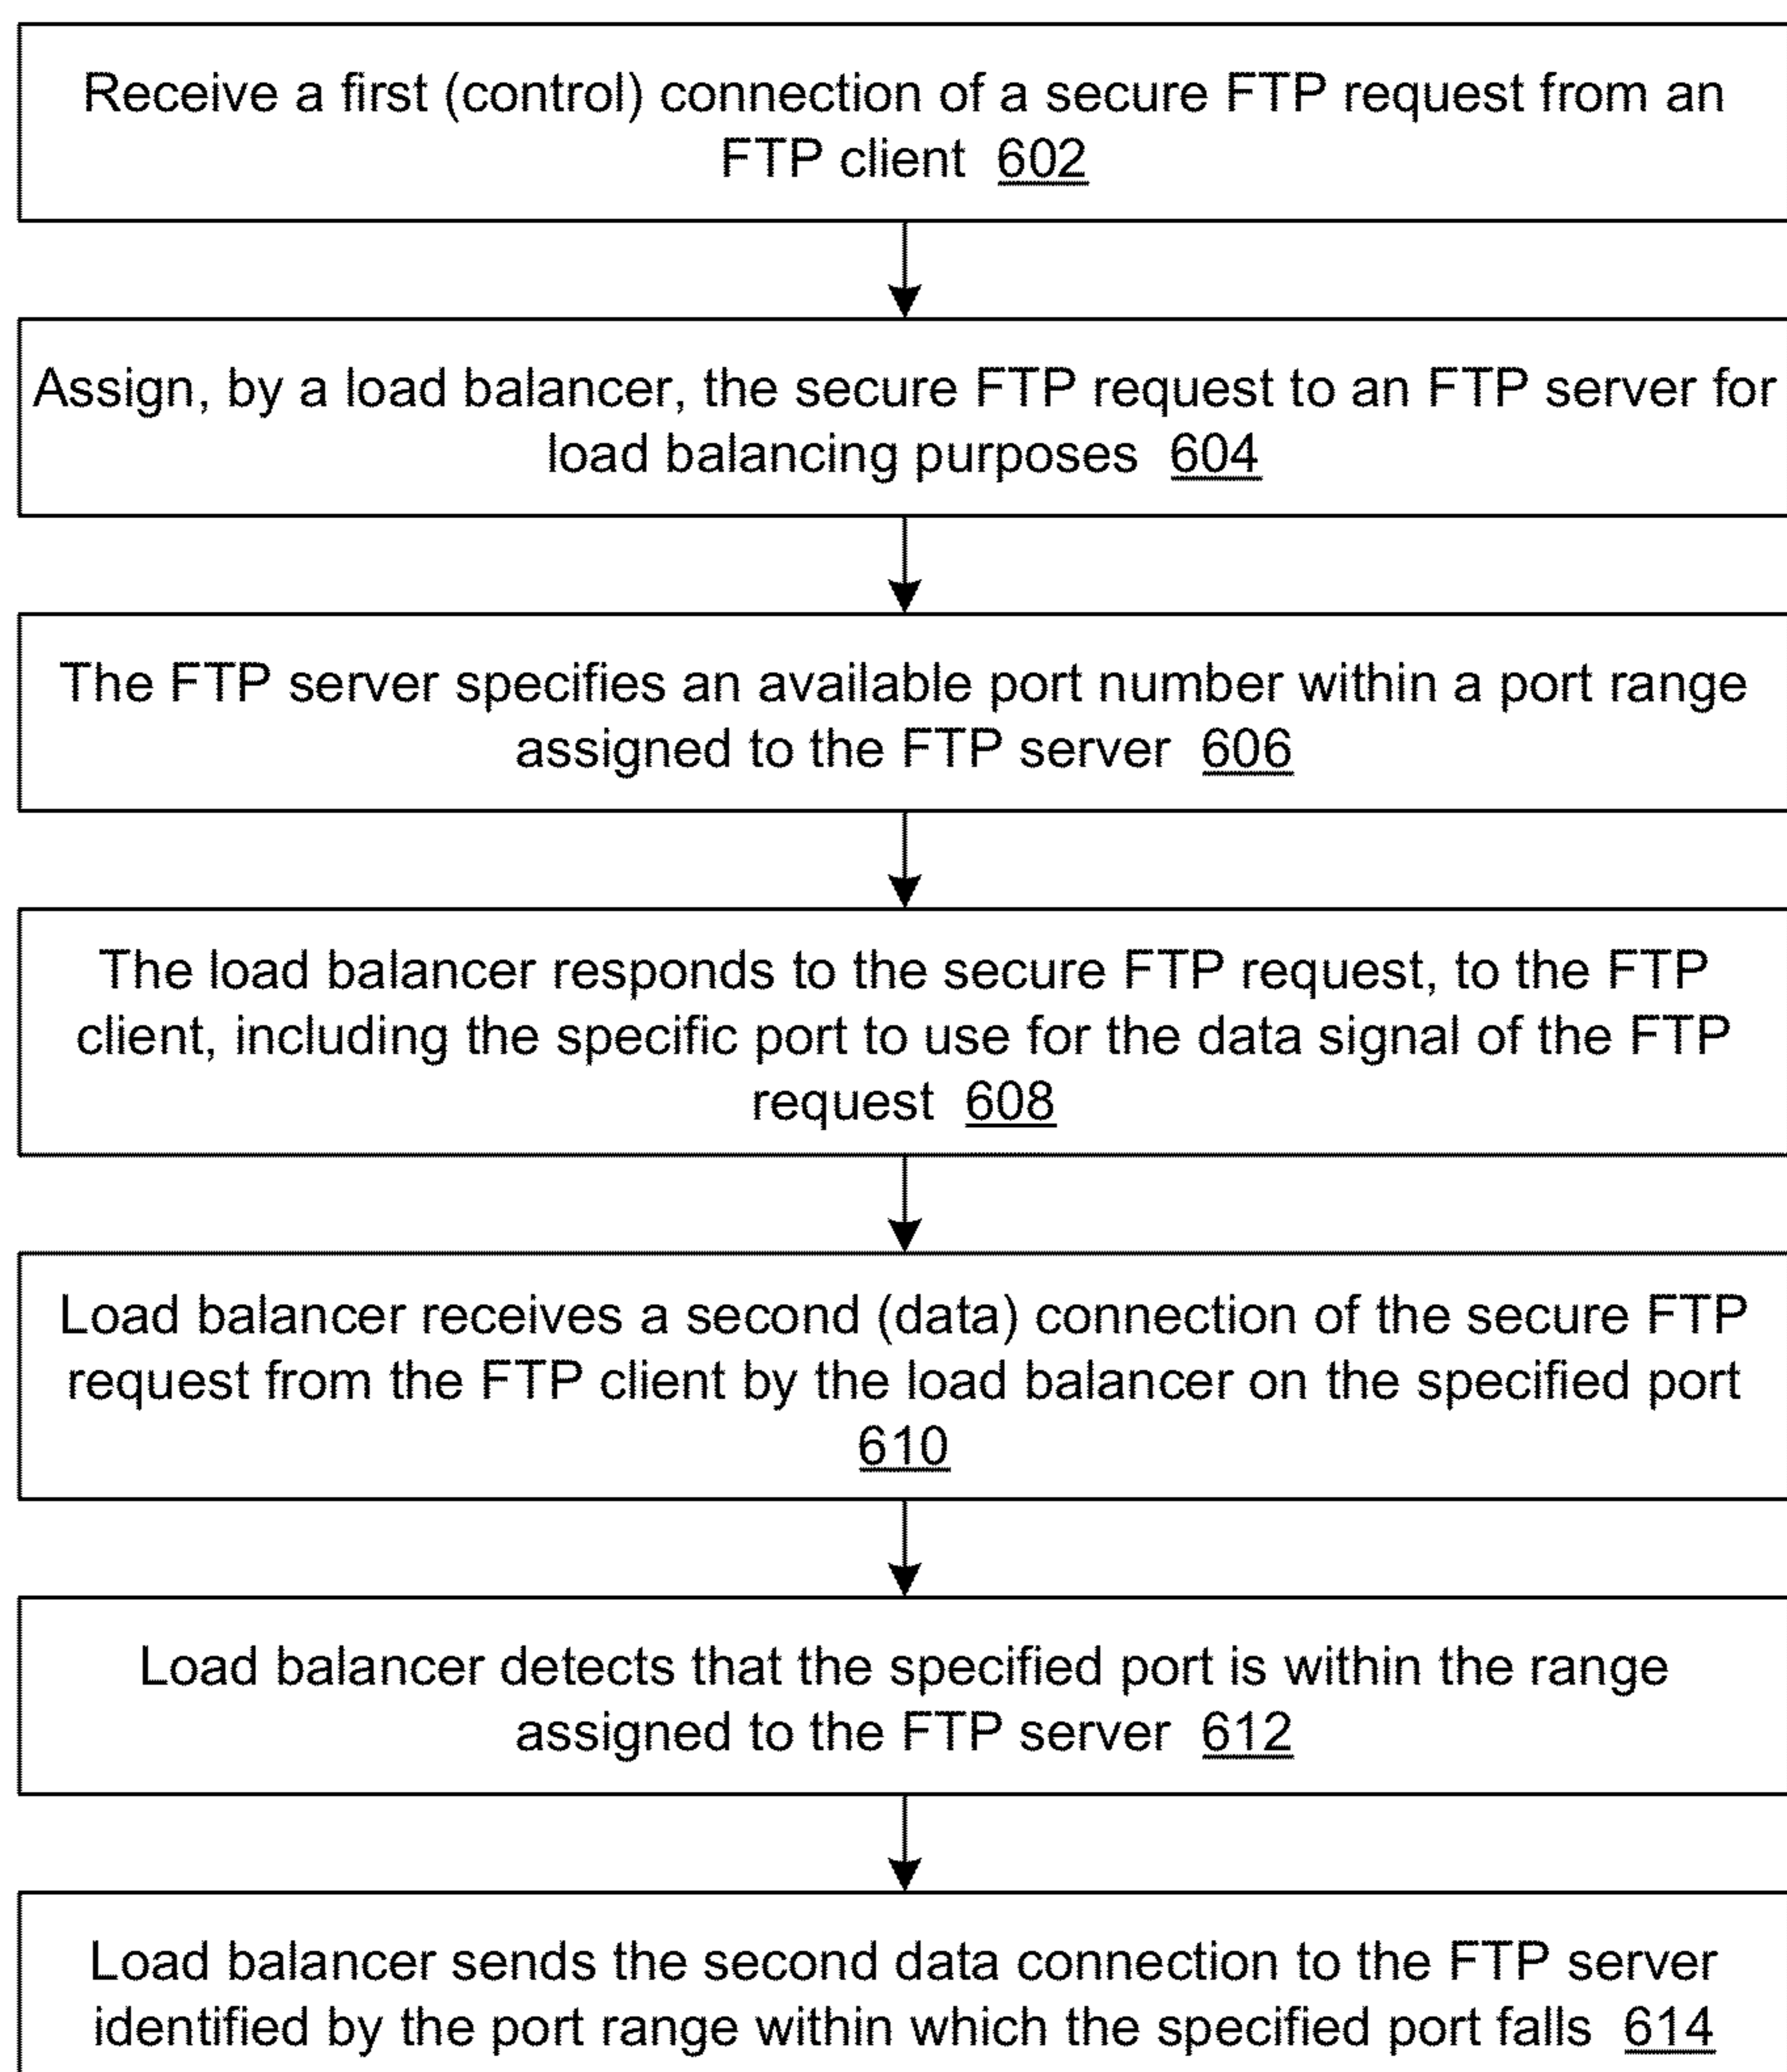 Receive a first (control) connection of a secure FTP request from an
FTP client 602
Assign, by a load balancer, the secure FTP request to an FTP server for
load balancing purposes 604
The FTP server specifies an available port number within a port range
assigned to the FTP server 606
The load balancer responds to the secure FTP request, to the FTP
client, including the specific port to use for the data signal of the FTP
request 608
Load balancer receives a second (data) connection of the secure FTP
request from the FTP client by the load balancer on the specified port
610
Load balancer detects that the specified port is within the range
assigned to the FTP server 612
Load balancer sends the second data connection to the FTP server
identified by the port range within which the specified port falls 614